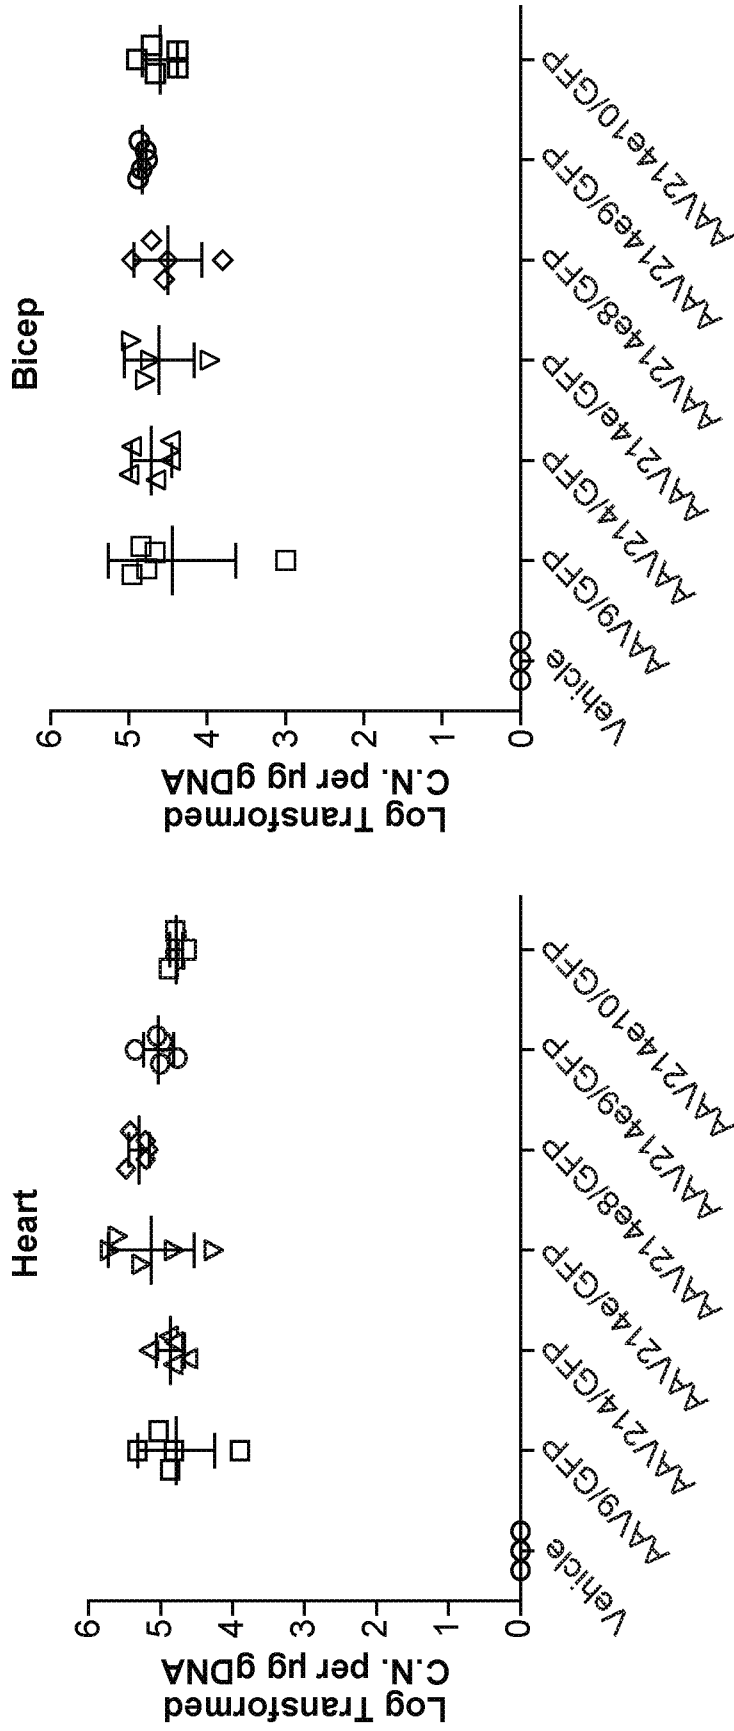 Heart
Log Transformed
C.N. per µg gDNA
6
5
4
3
2
1
0
Vehicle
AAV9/GFP
AAV214/GFP
AAV214e/GFP
AAV214e8/GFP
AAV214e9/GFP
AAV214e10/GFP
Bicep
Log Transformed
C.N. per µg gDNA
6
5
4
3
2
1
0
Vehicle
AAV9/GFP
AAV214/GFP
AAV214e/GFP
AAV214e8/GFP
AAV214e9/GFP
AAV214e10/GFP